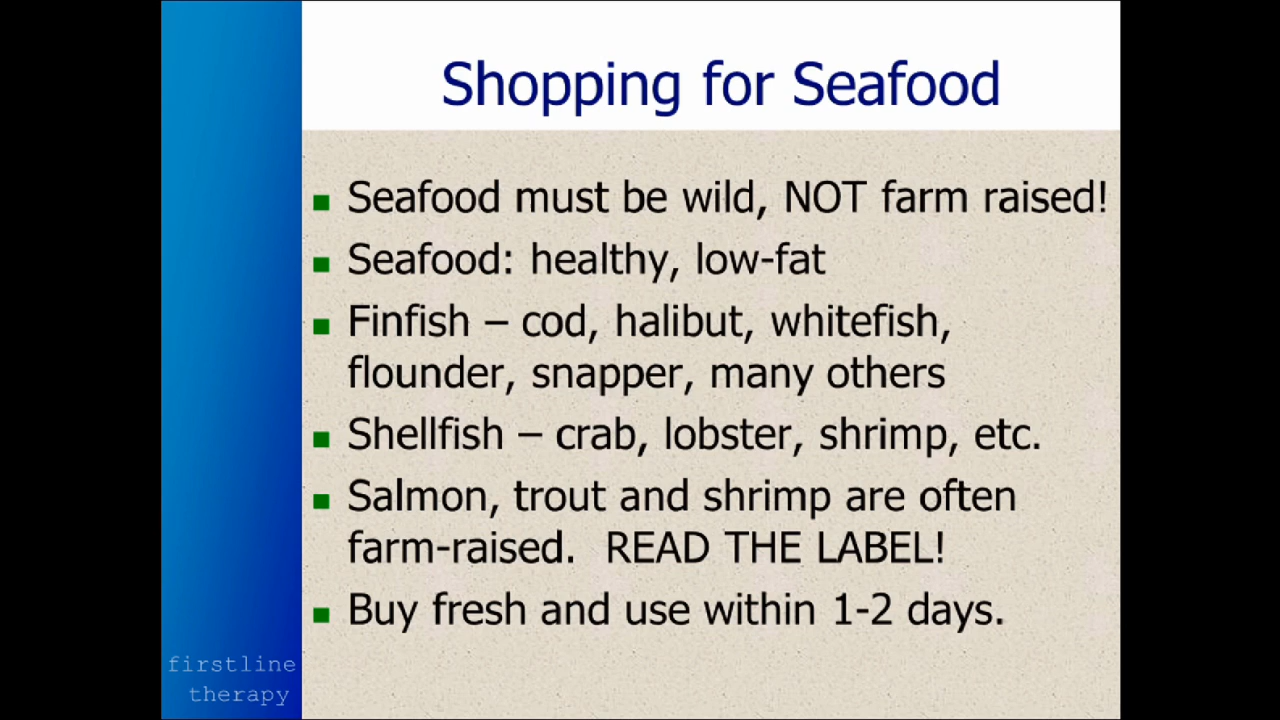 Shopping for Seafood
Seafood must be wild, NOT farm raised!
Seafood: healthy, low-fat
Finfish – cod, halibut, whitefish,
flounder, snapper, many others
Shellfish – crab, lobster, shrimp, etc.
Salmon, trout and shrimp are often
farm-raised.  READ THE LABEL!
Buy fresh and use within 1-2 days.
firstline
therapy